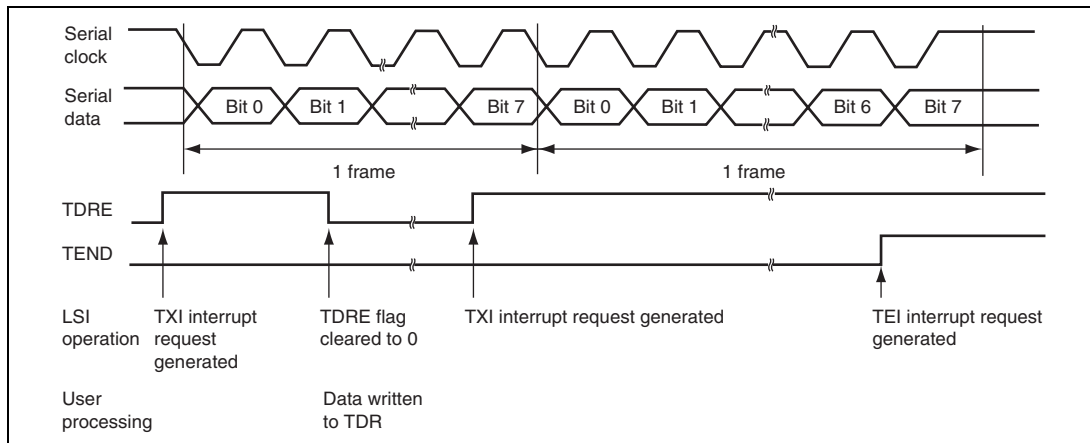 Serial
clock
Serial
data
Bit 0
Bit 1
Bit 7
Bit 0
Bit 1
Bit 6
Bit 7
1 frame
1 frame
TDRE
TEND
LSI
operation
TXI interrupt
request
generated
TDRE flag
cleared to 0
TXI interrupt request generated
TEI interrupt request
generated
User
processing
Data written
to TDR